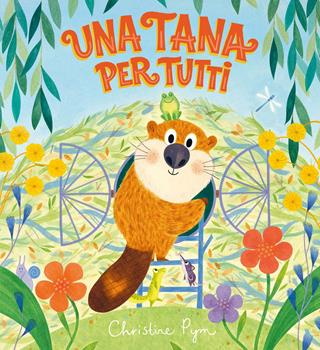 UNA TANA
PER TUTTI
Christine Pym